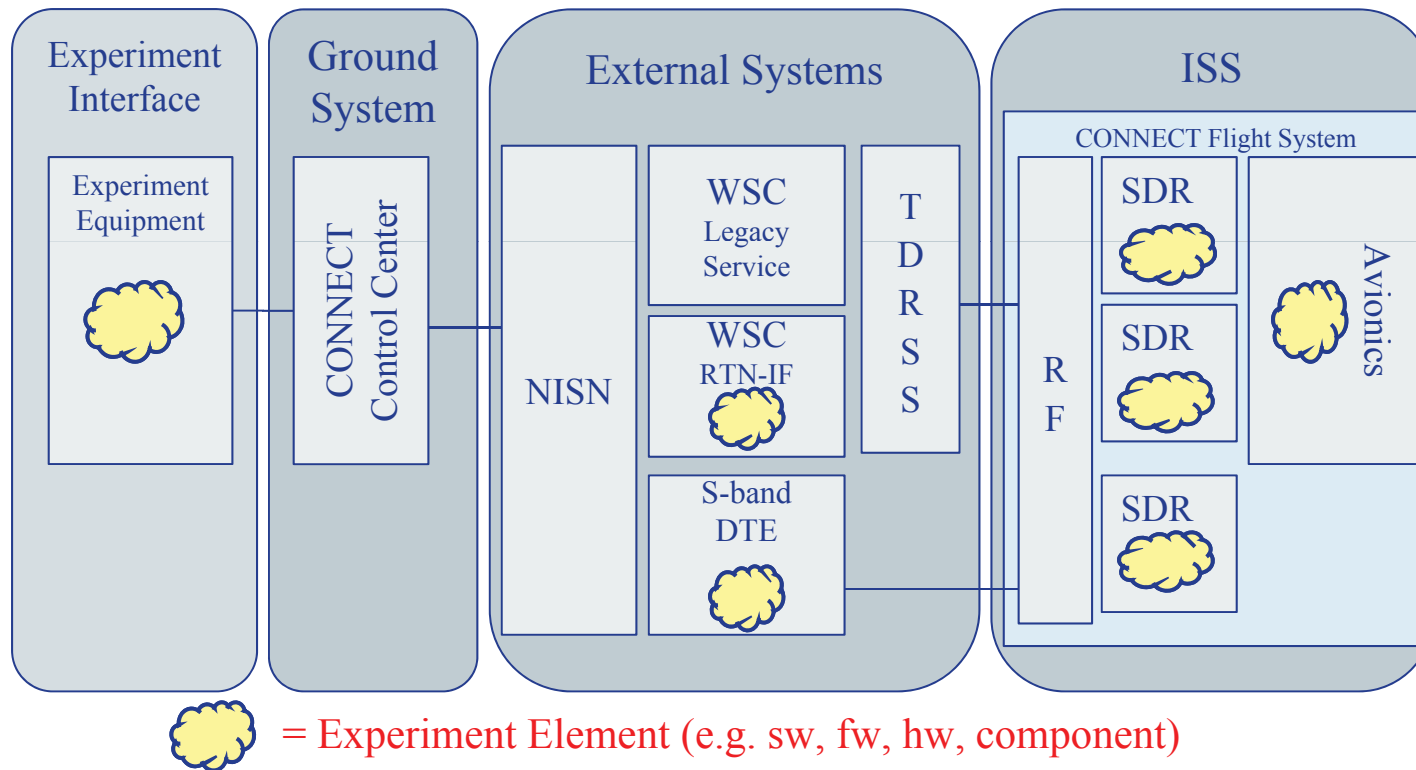 Experiment
Interface
Experiment
Equipment
Ground
System
CONNECT
Control Center
External Systems
NISN
WSC
Legacy
Service
WSC
RTN-IF
S-band
DTE
T
D
R
S
S
ISS
CONNECT Flight System
R
F
SDR
SDR
SDR
Avionics
= Experiment Element (e.g. sw, fw, hw, component)